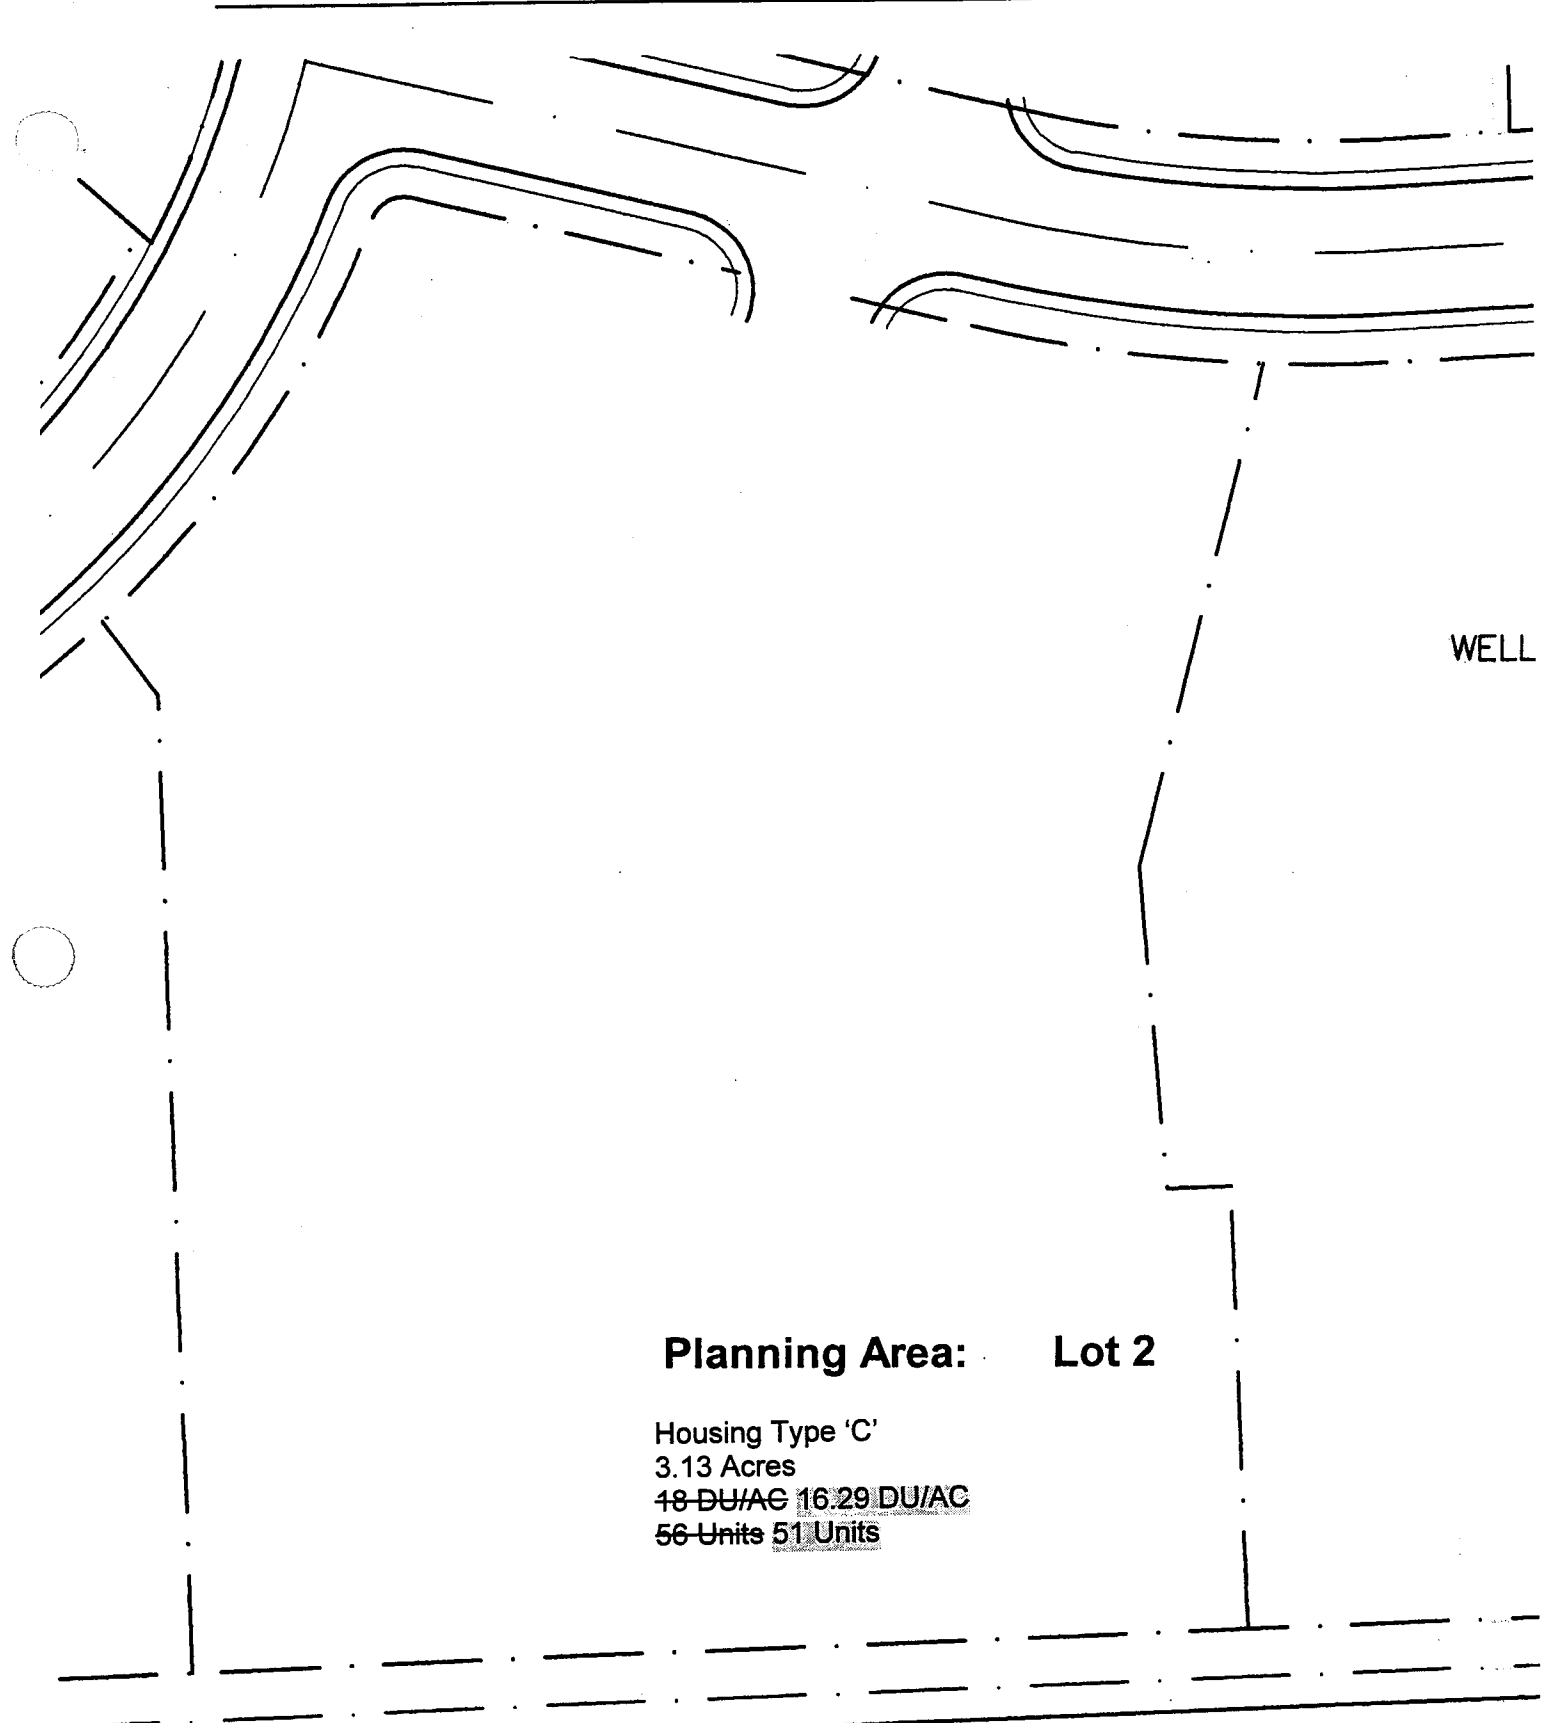 WELL
Planning Area: Lot 2
Housing Type ‘C’
3.13 Acres
18 DU/AC 16.29 DU/AC
56 Units 51 Units